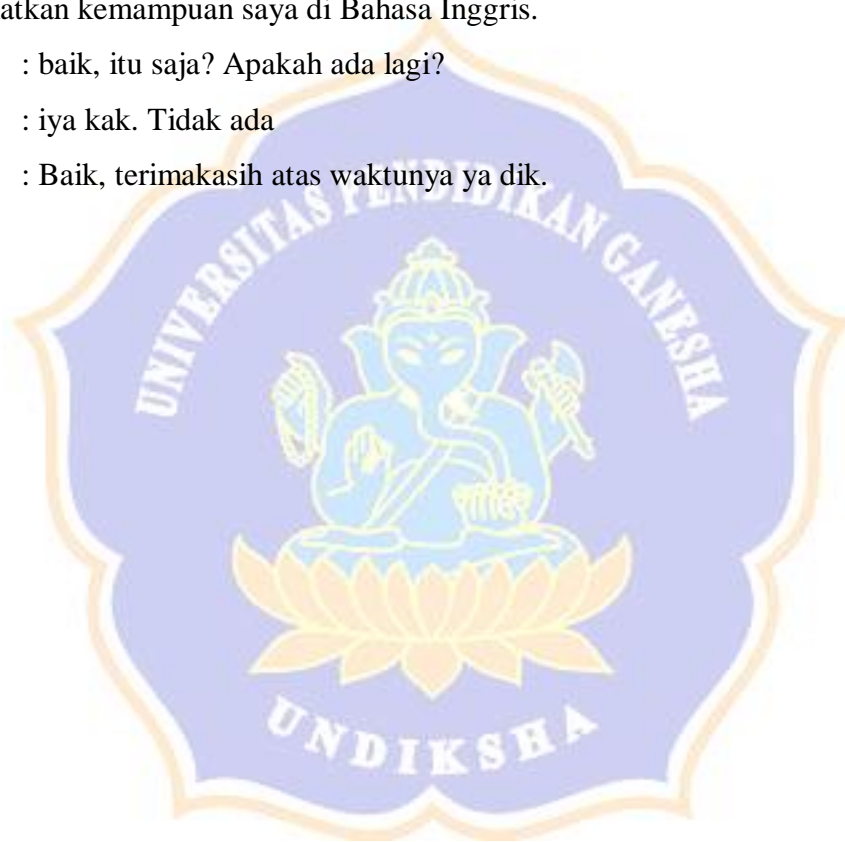 atkan kemampuan saya di Bahasa Inggris.
: baik, itu saja? Apakah ada lagi?
: iya kak. Tidak ada
: Baik, terimakasih atas waktunya ya dik.
UNIVERSITAS PENDIDIKAN GANESHA
UNDIKSHA